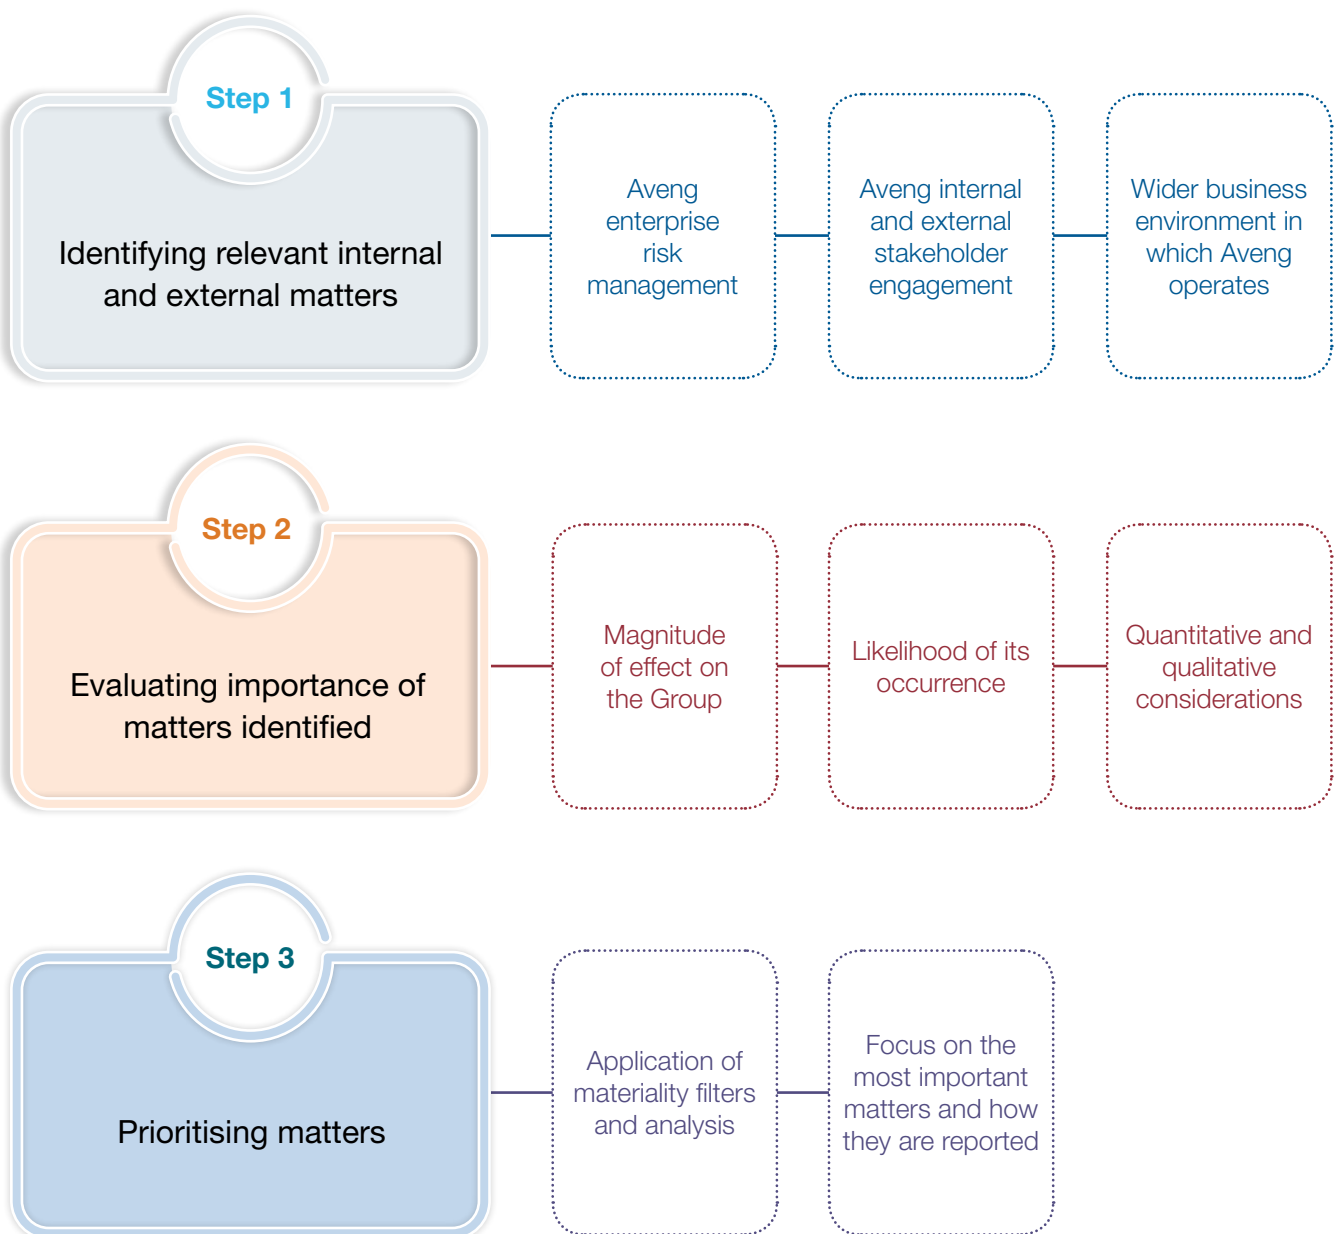 Step 1
Identifying relevant internal
and external matters
Aveng
enterprise
risk
management
Aveng internal
and external
stakeholder
engagement
Wider business
environment in
which Aveng
operates
Step 2
Evaluating importance of
matters identified
Magnitude
of effect on
the Group
Likelihood of its
occurrence
Quantitative and
qualitative
considerations
Step 3
Prioritising matters
Application of
materiality filters
and analysis
Focus on the
most important
matters and how
they are reported